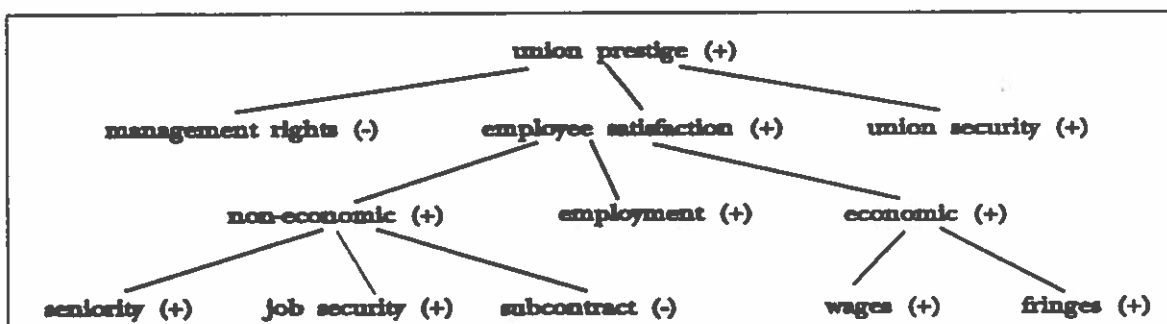 union prestige (+)
management rights (-) employee satisfaction (+) union security (+)
non-economic (+) employment (+) economic (+)
seniority (+) job security (+) subcontract (-) wages (+) fringes (+)